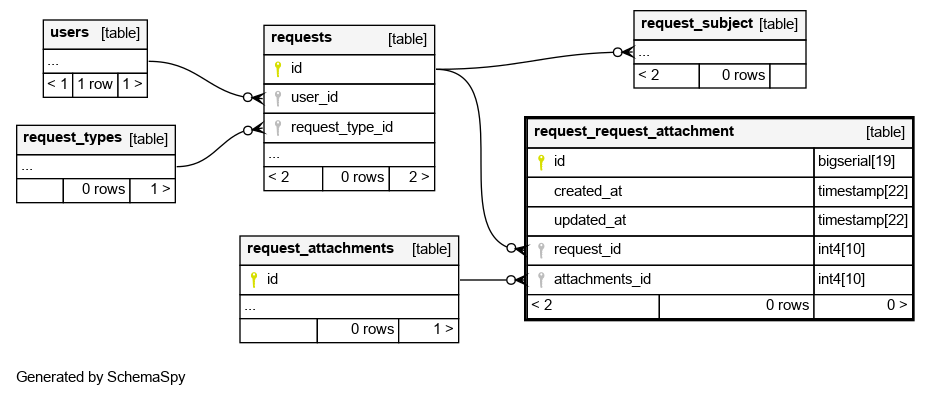 users [table]
...
< 1 1 row 1 >
request_types [table]
...
0 rows 1 >
requests [table]
id
user_id
request_type_id
...
< 2 0 rows 2 >
request_attachments [table]
id
...
0 rows 1 >
request_subject [table]
...
< 2 0 rows
request_request_attachment [table]
id bigserial[19]
created_at timestamp[22]
updated_at timestamp[22]
request_id int4[10]
attachments_id int4[10]
< 2 0 rows 0 >
Generated by SchemaSpy